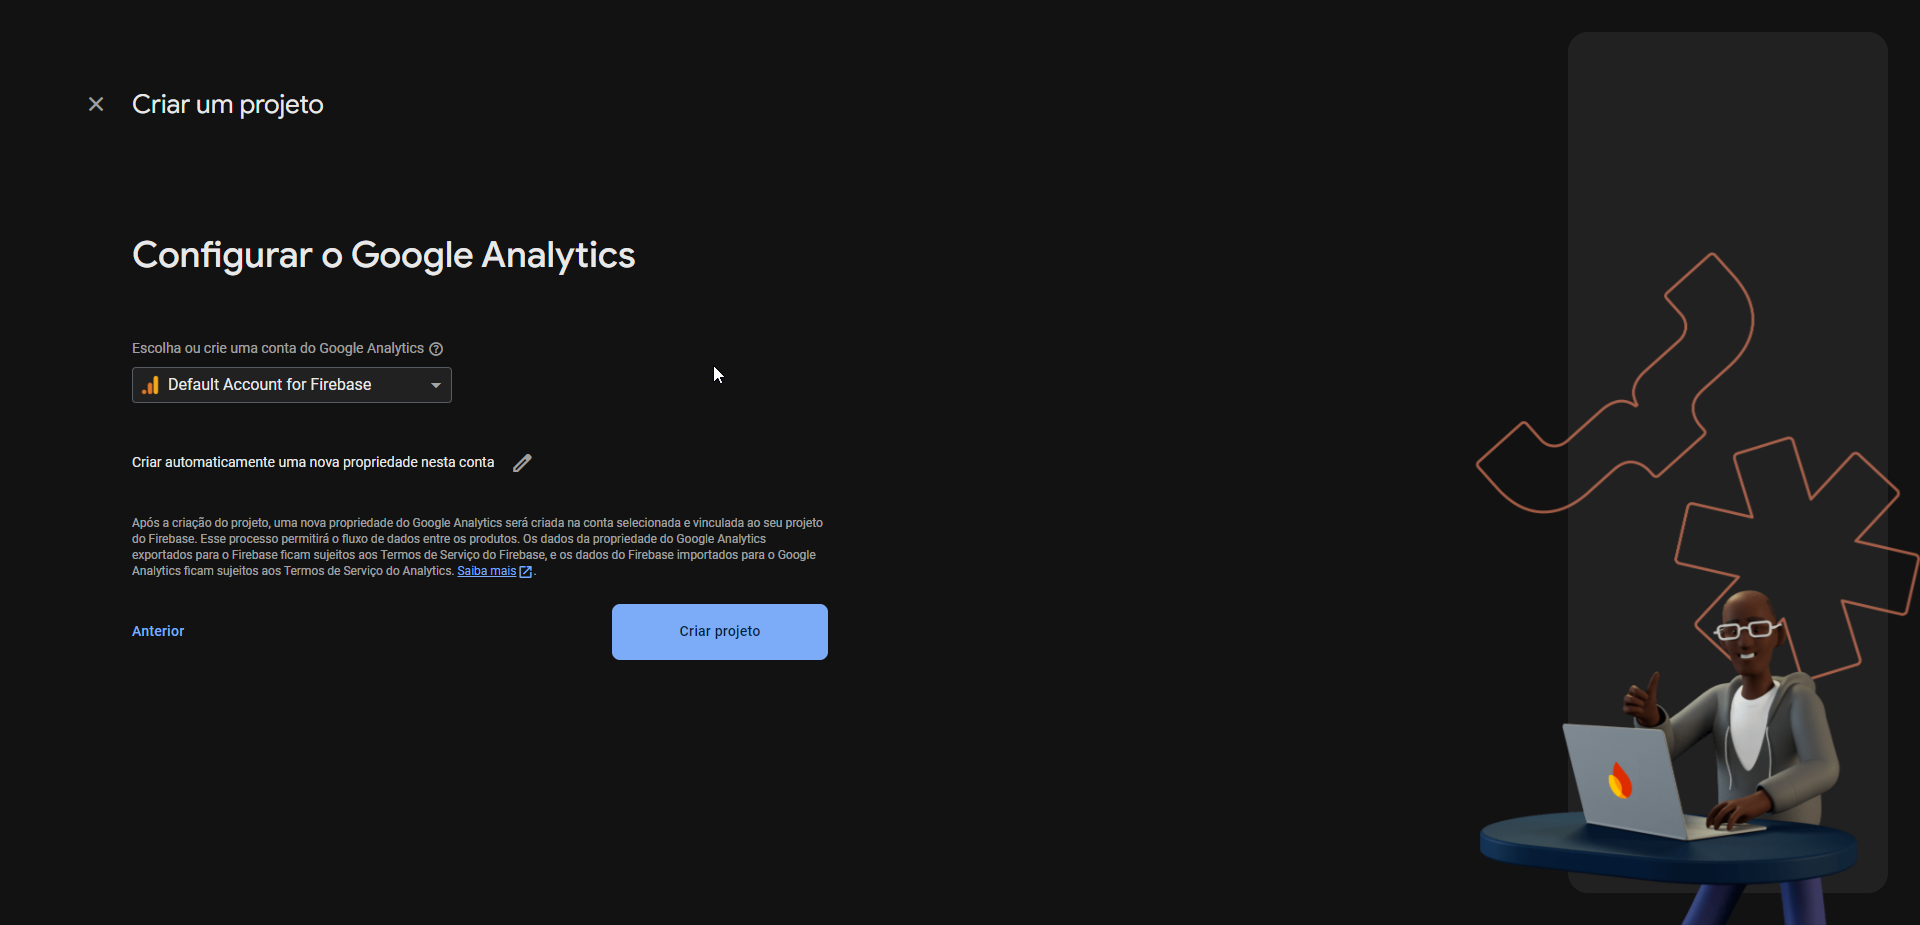 Criar um projeto
Configurar o Google Analytics
Escolha ou crie uma conta do Google Analytics
Default Account for Firebase
Criar automaticamente uma nova propriedade nesta conta
Após a criação do projeto, uma nova propriedade do Google Analytics será criada na conta selecionada e vinculada ao seu projeto
do Firebase. Esse processo permitirá o fluxo de dados entre os produtos. Os dados da propriedade do Google Analytics
exportados para o Firebase ficam sujeitos aos Termos de Serviço do Firebase, e os dados do Firebase importados para o Google
Analytics ficam sujeitos aos Termos de Serviço do Analytics. Saiba mais.
Anterior
Criar projeto